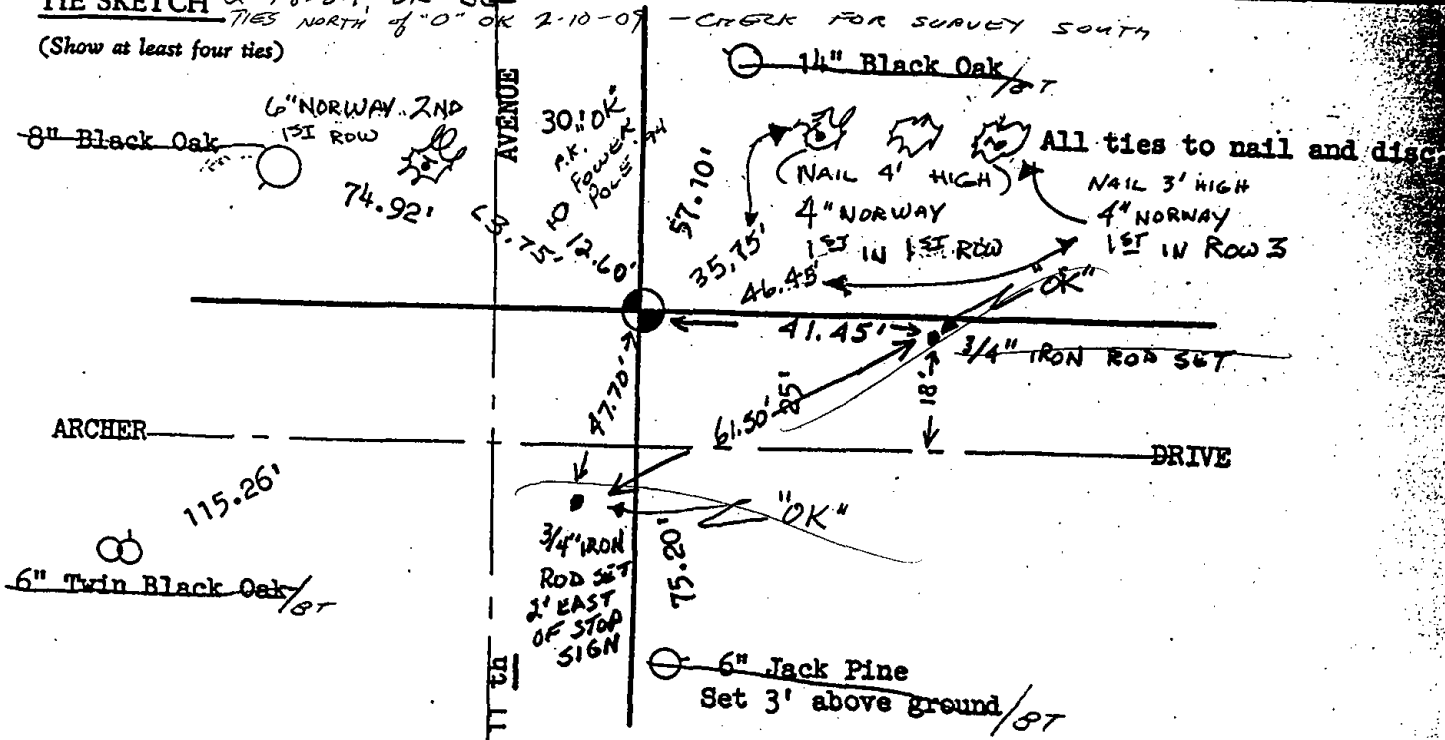 TIE SKETCH
TIES NORTH of "O" OK 2-10-09 - CHECK FOR SURVEY SOUTH
(Show at least four ties)
14" Black Oak/BT
6" NORWAY 2ND
1ST ROW
8" Black Oak
AVENUE
30, "OK"
P.K.
POWER
POLE
74.92'
12.60'
57.10'
35.75'
(NAIL 4' HIGH)
4" NORWAY
1ST IN 1ST ROW
All ties to nail and disc
NAIL 3' HIGH
4" NORWAY
1ST IN ROW 3
46.45'
"OK"
41.45'
3/4" IRON ROD SET
18'
47.70'
61.50'
25'
ARCHER
DRIVE
115.26'
"OK"
3/4" IRON
ROD SET
2' EAST
OF STOP
SIGN
75.20'
6" Twin Black Oak/BT
11 th
6" Jack Pine
Set 3' above ground/BT